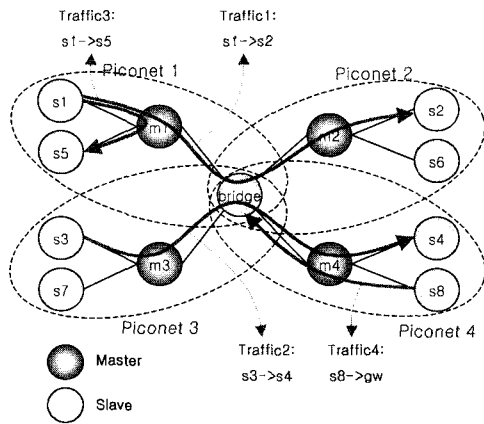 Traffic3:
s1->s5
Traffic1:
s1->s2
Piconet 1
Piconet 2
s1
m1
s5
m2
s2
s6
bridge
s3
m3
s7
m4
s4
s8
Piconet 3
Piconet 4
Traffic2:
s3->s4
Traffic4:
s8->gw
Master
Slave